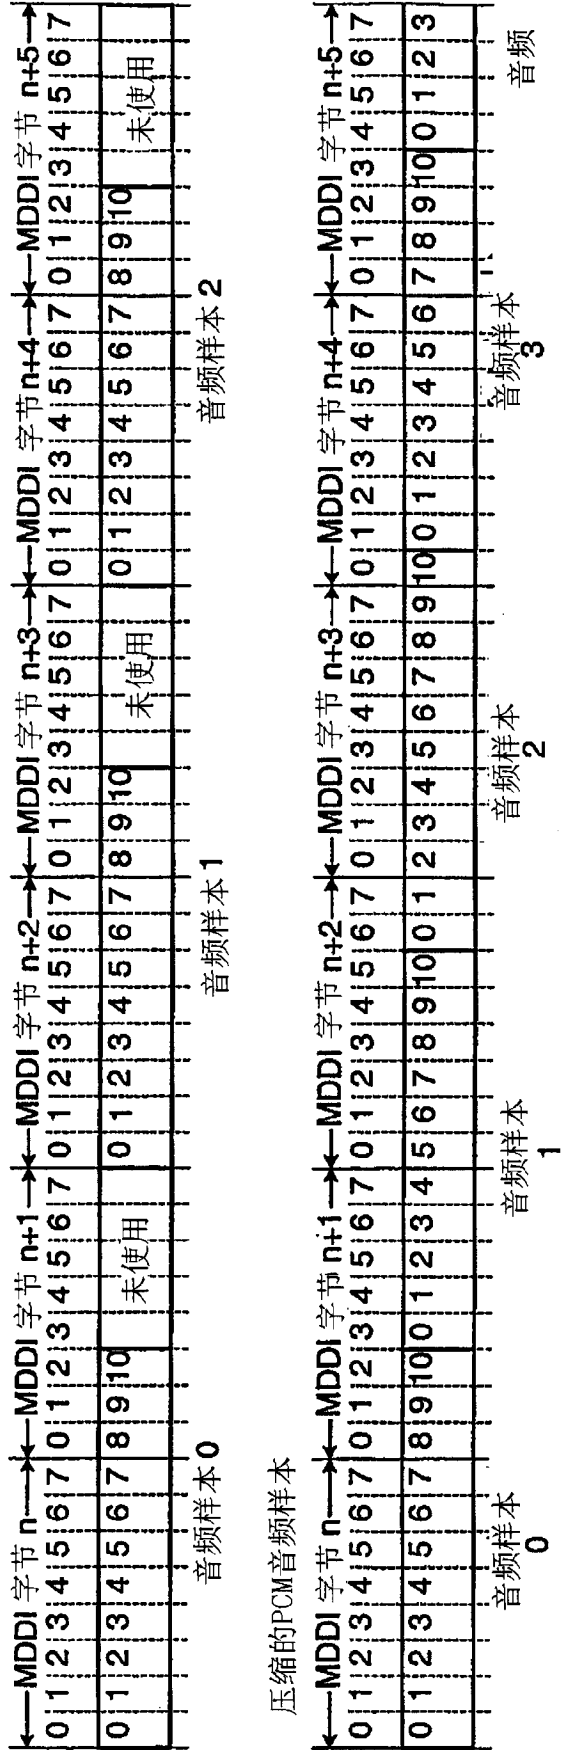 MDDI 字节 n MDDI 字节 n+1 MDDI 字节 n+2 MDDI 字节 n+3 MDDI 字节 n+4 MDDI 字节 n+5
0 1 2 3 4 5 6 7 0 1 2 3 4 5 6 7 0 1 2 3 4 5 6 7 0 1 2 3 4 5 6 7 0 1 2 3 4 5 6 7 0 1 2 3 4 5 6 7
0 1 2 3 4 5 6 7 8 9 10 未使用 0 1 2 3 4 5 6 7 8 9 10 未使用 0 1 2 3 4 5 6 7 8 9 10 未使用
音频样本 0 音频样本 1 音频样本 2
压缩的PCM音频样本
MDDI 字节 n MDDI 字节 n+1 MDDI 字节 n+2 MDDI 字节 n+3 MDDI 字节 n+4 MDDI 字节 n+5
0 1 2 3 4 5 6 7 0 1 2 3 4 5 6 7 0 1 2 3 4 5 6 7 0 1 2 3 4 5 6 7 0 1 2 3 4 5 6 7 0 1 2 3 4 5 6 7
0 1 2 3 4 5 6 7 8 9 10 0 1 2 3 4 5 6 7 8 9 10 0 1 2 3 4 5 6 7 8 9 10 0 1 2 3 4 5 6 7 8 9 10 0 1 2 3
音频样本 音频样本 音频样本 音频样本 音频
0 1 2 3